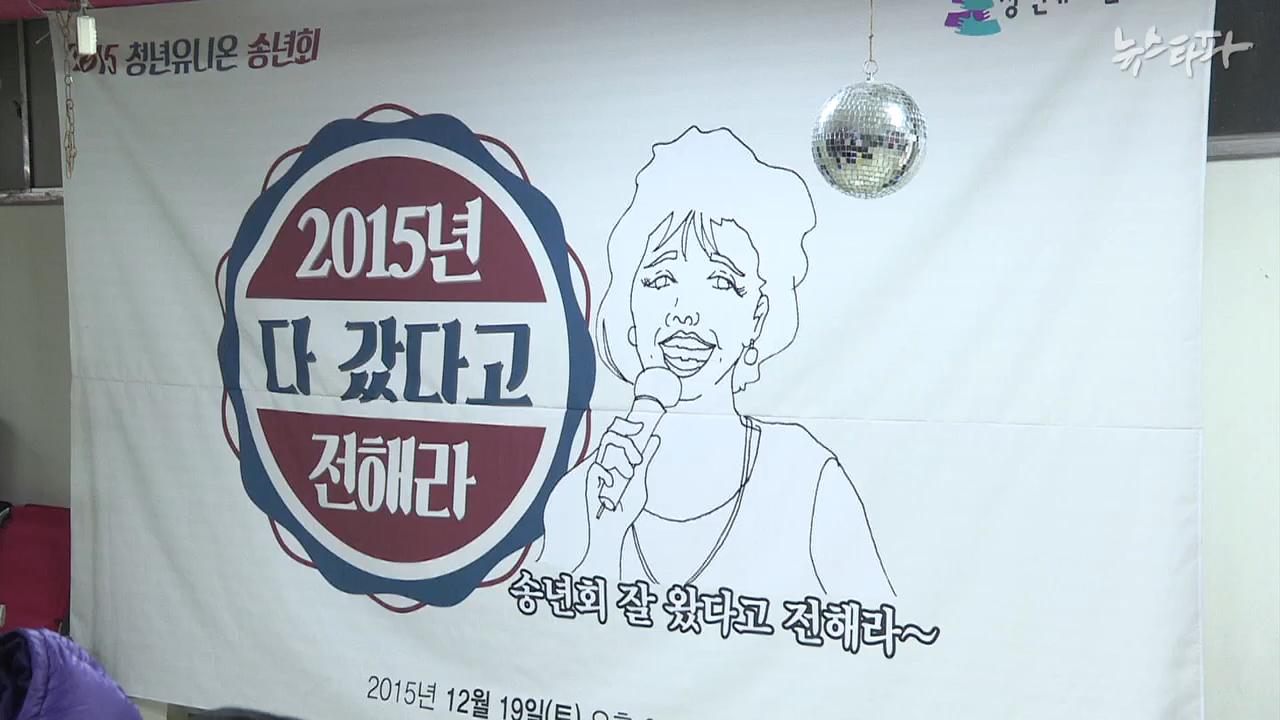 2015 청년유니온 송년회
뉴스타파
2015년
다 갔다고
전해라
송년회 잘 왔다고 전해라~
2015년 12월 19일(토) 오후